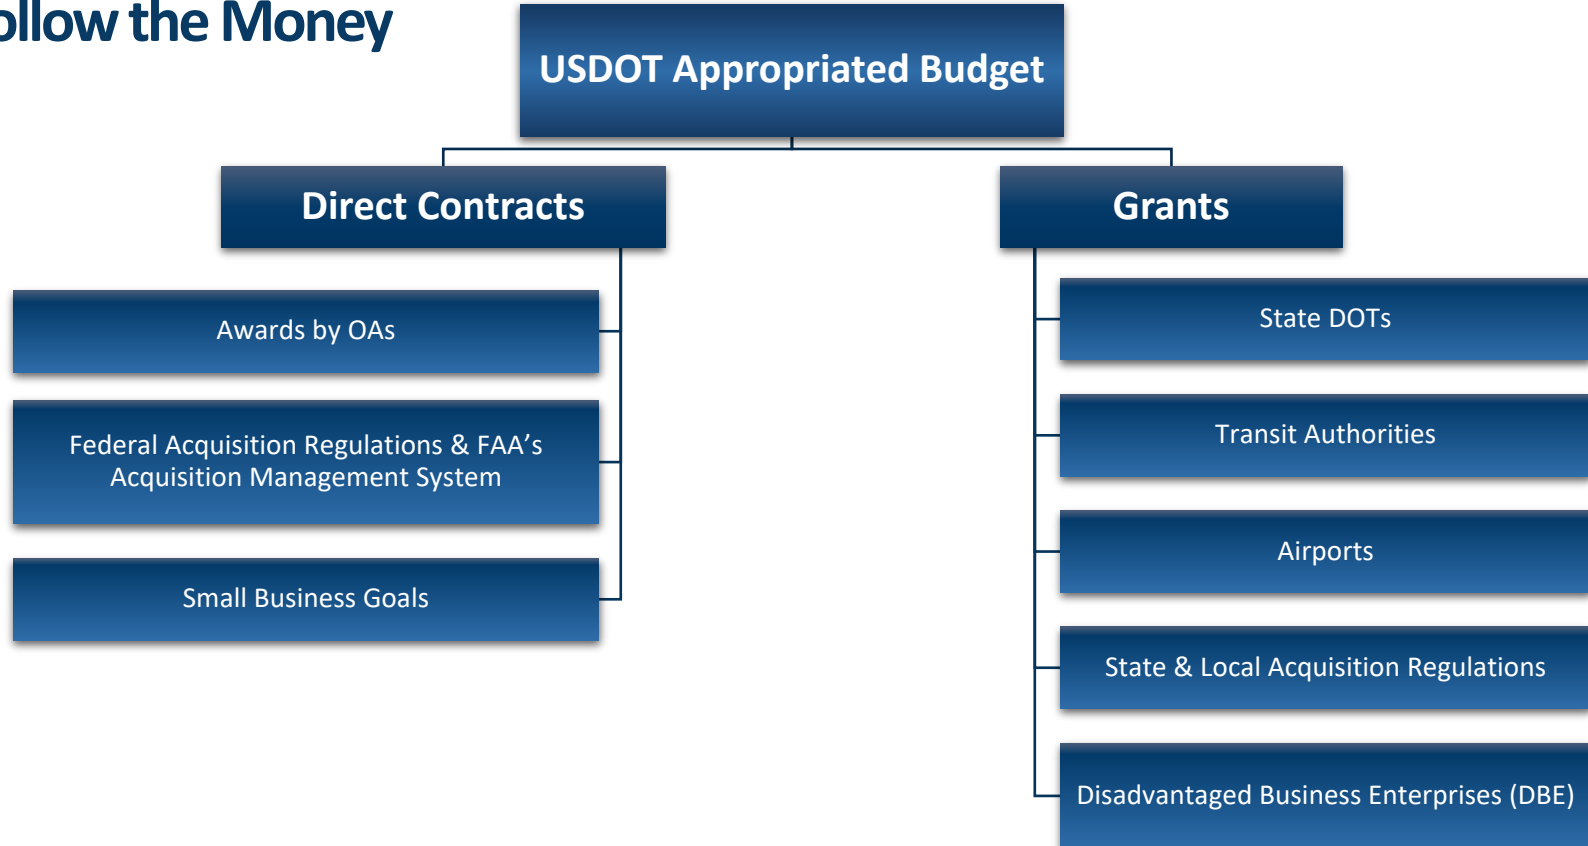 ollow the Money
USDOT Appropriated Budget
Direct Contracts
Grants
Awards by OAs
Federal Acquisition Regulations & FAA’s
Acquisition Management System
Small Business Goals
State DOTs
Transit Authorities
Airports
State & Local Acquisition Regulations
Disadvantaged Business Enterprises (DBE)